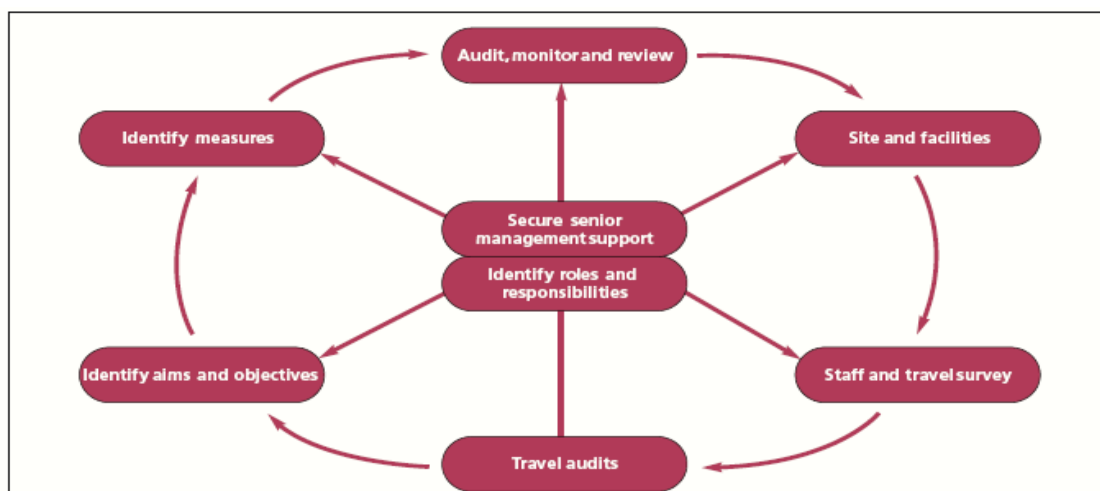 Audit, monitor and review
Identify measures
Site and facilities
Secure senior
management support
Identify roles and
responsibilities
Identify aims and objectives
Staff and travel survey
Travel audits